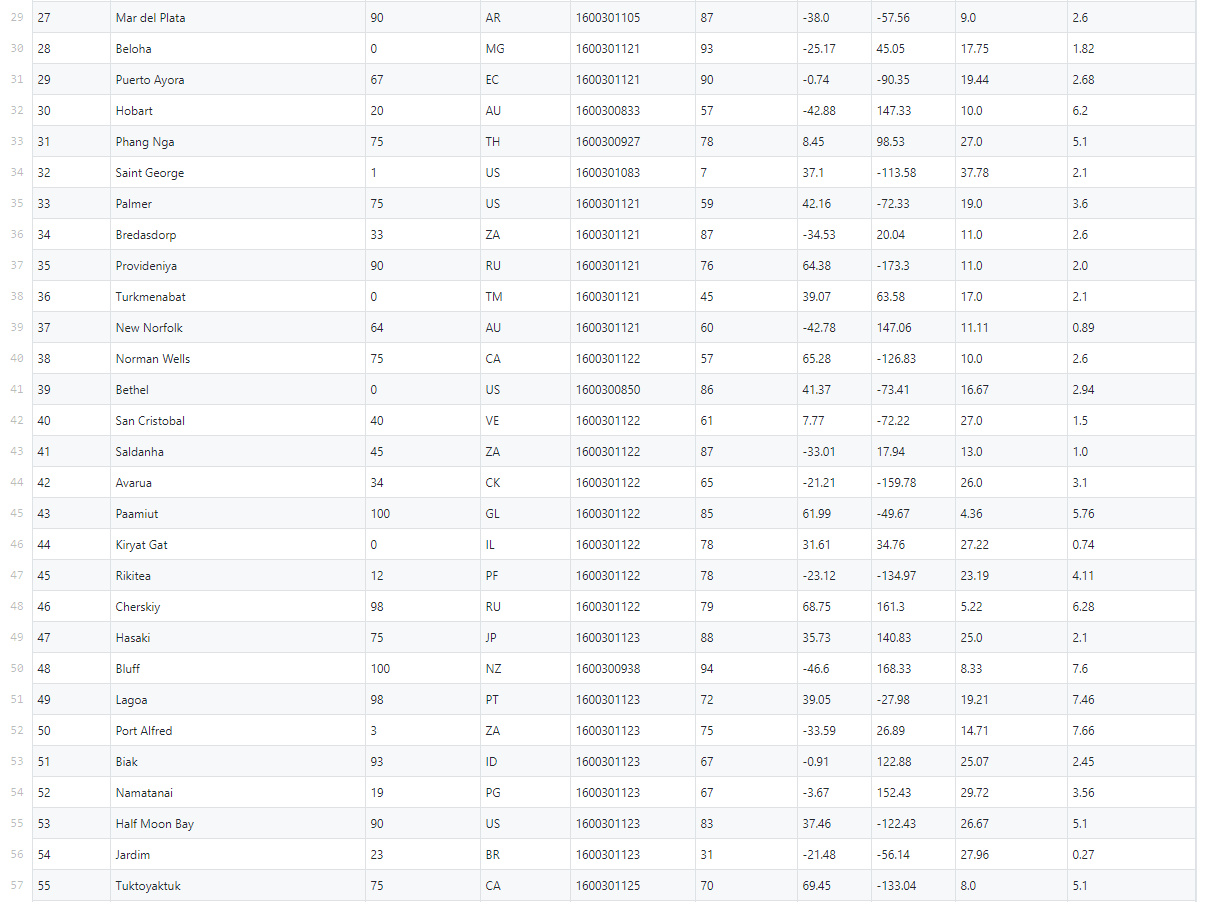 29 27 Mar del Plata 90 AR 1600301105 87 -38.0 -57.56 9.0 2.6
30 28 Beloha 0 MG 1600301121 93 -25.17 45.05 17.75 1.82
31 29 Puerto Ayora 67 EC 1600301121 90 -0.74 -90.35 19.44 2.68
32 30 Hobart 20 AU 1600300833 57 -42.88 147.33 10.0 6.2
33 31 Phang Nga 75 TH 1600300927 78 8.45 98.53 27.0 5.1
34 32 Saint George 1 US 1600301083 7 37.1 -113.58 37.78 2.1
35 33 Palmer 75 US 1600301121 59 42.16 -72.33 19.0 3.6
36 34 Bredasdorp 33 ZA 1600301121 87 -34.53 20.04 11.0 2.6
37 35 Provideniya 90 RU 1600301121 76 64.38 -173.3 11.0 2.0
38 36 Turkmenabat 0 TM 1600301121 45 39.07 63.58 17.0 2.1
39 37 New Norfolk 64 AU 1600301121 60 -42.78 147.06 11.11 0.89
40 38 Norman Wells 75 CA 1600301122 57 65.28 -126.83 10.0 2.6
41 39 Bethel 0 US 1600300850 86 41.37 -73.41 16.67 2.94
42 40 San Cristobal 40 VE 1600301122 61 7.77 -72.22 27.0 1.5
43 41 Saldanha 45 ZA 1600301122 87 -33.01 17.94 13.0 1.0
44 42 Avarua 34 CK 1600301122 65 -21.21 -159.78 26.0 3.1
45 43 Paamiut 100 GL 1600301122 85 61.99 -49.67 4.36 5.76
46 44 Kiryat Gat 0 IL 1600301122 78 31.61 34.76 27.22 0.74
47 45 Rikitea 12 PF 1600301122 78 -23.12 -134.97 23.19 4.11
48 46 Cherskiy 98 RU 1600301122 79 68.75 161.3 5.22 6.28
49 47 Hasaki 75 JP 1600301123 88 35.73 140.83 25.0 2.1
50 48 Bluff 100 NZ 1600300938 94 -46.6 168.33 8.33 7.6
51 49 Lagoa 98 PT 1600301123 72 39.05 -27.98 19.21 7.46
52 50 Port Alfred 3 ZA 1600301123 75 -33.59 26.89 14.71 7.66
53 51 Biak 93 ID 1600301123 67 -0.91 122.88 25.07 2.45
54 52 Namatanai 19 PG 1600301123 67 -3.67 152.43 29.72 3.56
55 53 Half Moon Bay 90 US 1600301123 83 37.46 -122.43 26.67 5.1
56 54 Jardim 23 BR 1600301123 31 -21.48 -56.14 27.96 0.27
57 55 Tuktoyaktuk 75 CA 1600301125 70 69.45 -133.04 8.0 5.1